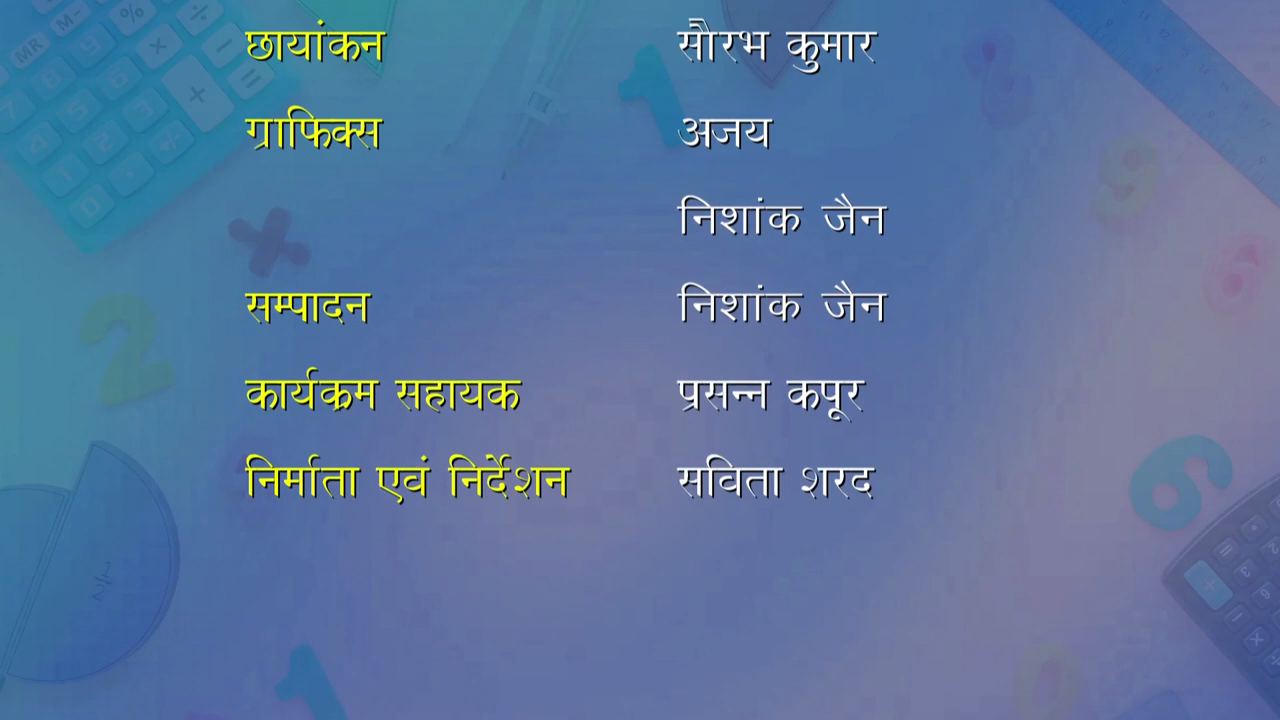 छायांकन सौरभ कुमार
ग्राफिक्स अजय
निशांक जैन
सम्पादन निशांक जैन
कार्यक्रम सहायक प्रसन्न कपूर
निर्माता एवं निर्देशन सविता शरद